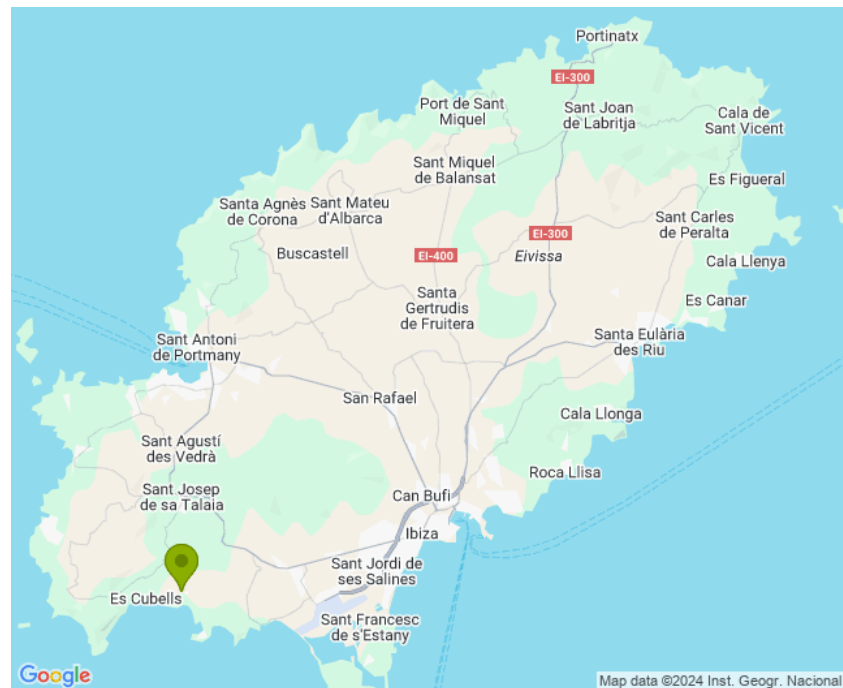 Portinatx
EI-300
Port de Sant
Miquel
Sant Joan
de Labritja
Cala de
Sant Vicent
Sant Miquel
de Balansat
Es Figueral
Santa Agnès
de Corona
Sant Mateu
d'Albarca
Sant Carles
de Peralta
EI-300
Buscastell
EI-400
Eivissa
Cala Llenya
Santa
Gertrudis
de Fruitera
Es Canar
Sant Antoni
de Portmany
Santa Eulària
des Riu
San Rafael
Cala Llonga
Sant Agustí
des Vedrà
Roca Llisa
Sant Josep
de sa Talaia
Can Bufi
Ibiza
Sant Jordi de
ses Salines
Es Cubells
Sant Francesc
de s'Estany
Google
Map data ©2024 Inst. Geogr. Nacional